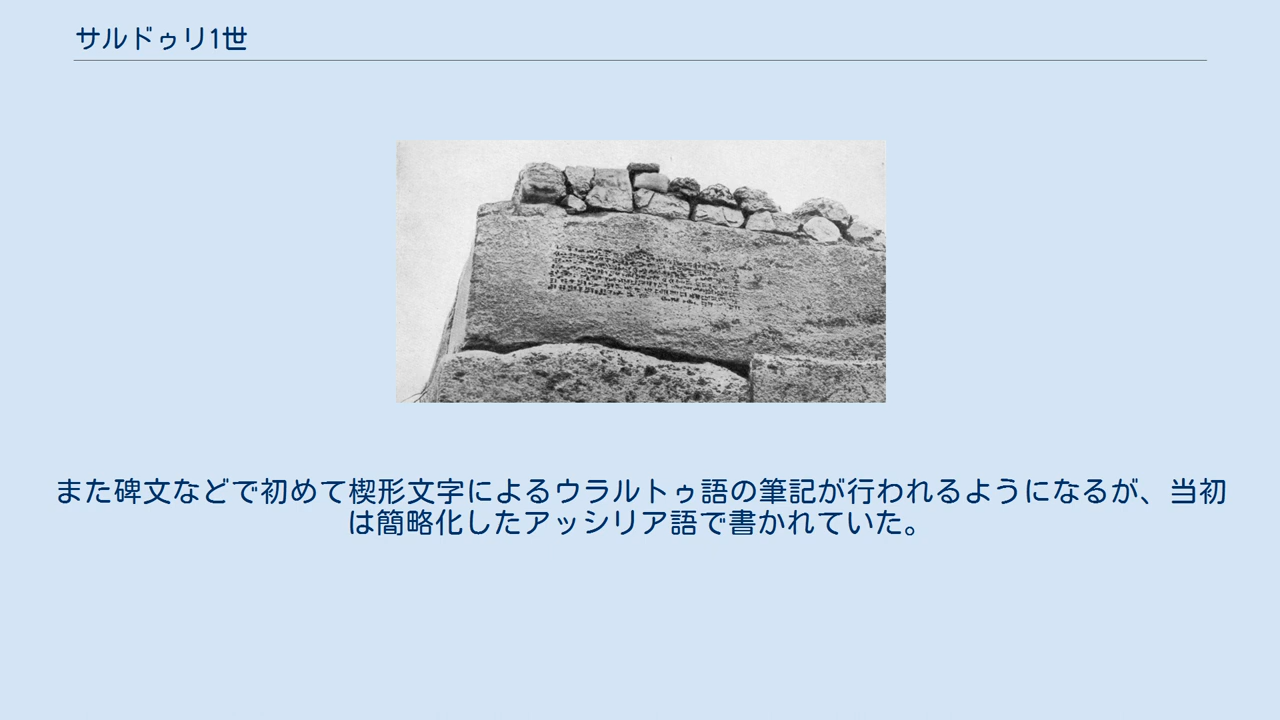 サルドゥリ1世
また碑文などで初めて楔形文字によるウラルトゥ語の筆記が行われるようになるが、当初
は簡略化したアッシリア語で書かれていた。